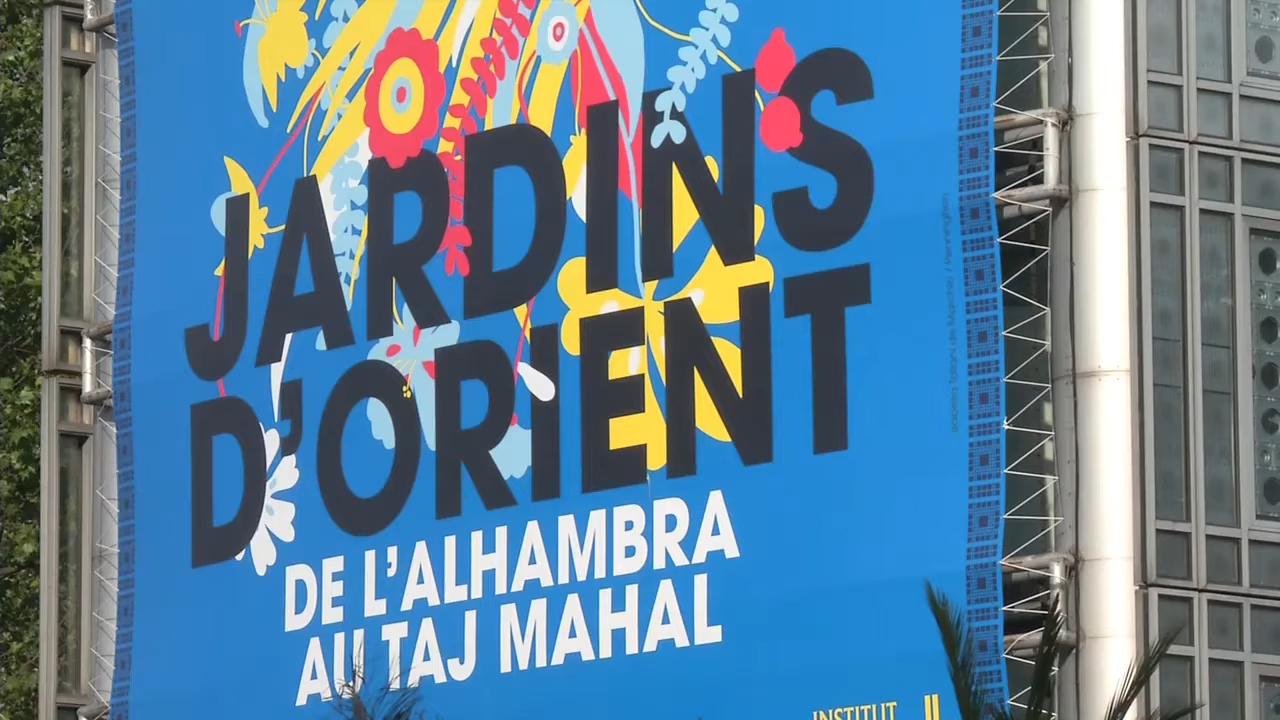 JARDINS
D'ORIENT
DE L'ALHAMBRA
AU TAJ MAHAL
INSTITUT